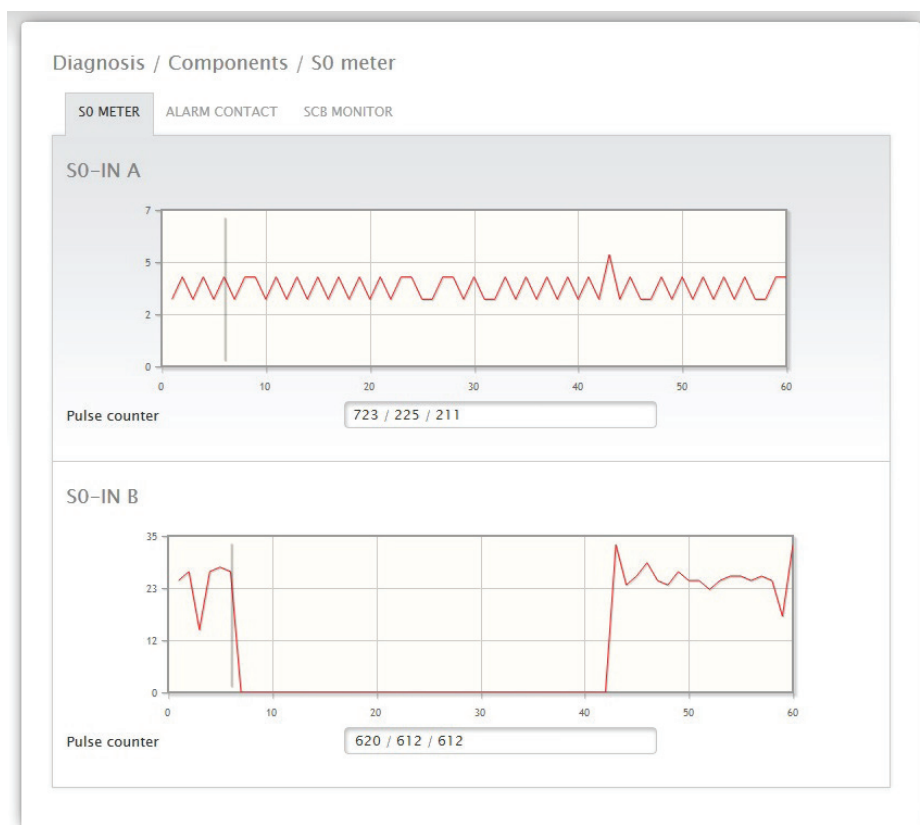 Diagnosis / Components / S0 meter
S0 METER ALARM CONTACT SCB MONITOR
S0-IN A
7
5
2
0
0 10 20 30 40 50 60
Pulse counter 723 / 225 / 211
S0-IN B
35
23
12
0
0 10 20 30 40 50 60
Pulse counter 620 / 612 / 612